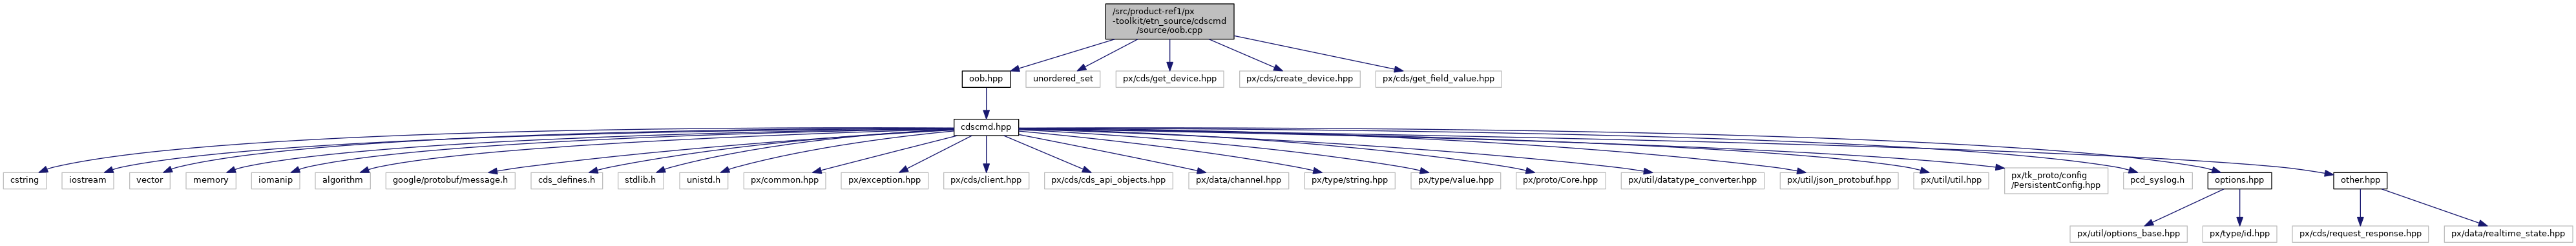 /src/product-ref1/px
-toolkit/etn_source/cdscmd
/source/oob.cpp
oob.hpp
unordered_set
px/cds/get_device.hpp
px/cds/create_device.hpp
px/cds/get_field_value.hpp
cdscmd.hpp
cstring
iostream
vector
memory
iomanip
algorithm
google/protobuf/message.h
cds_defines.h
stdlib.h
unistd.h
px/common.hpp
px/exception.hpp
px/cds/client.hpp
px/cds/cds_api_objects.hpp
px/data/channel.hpp
px/type/string.hpp
px/type/value.hpp
px/proto/Core.hpp
px/util/datatype_converter.hpp
px/util/json_protobuf.hpp
px/util/util.hpp
px/tk_proto/config
/PersistentConfig.hpp
pcd_syslog.h
options.hpp
other.hpp
px/util/options_base.hpp
px/type/id.hpp
px/cds/request_response.hpp
px/data/realtime_state.hpp